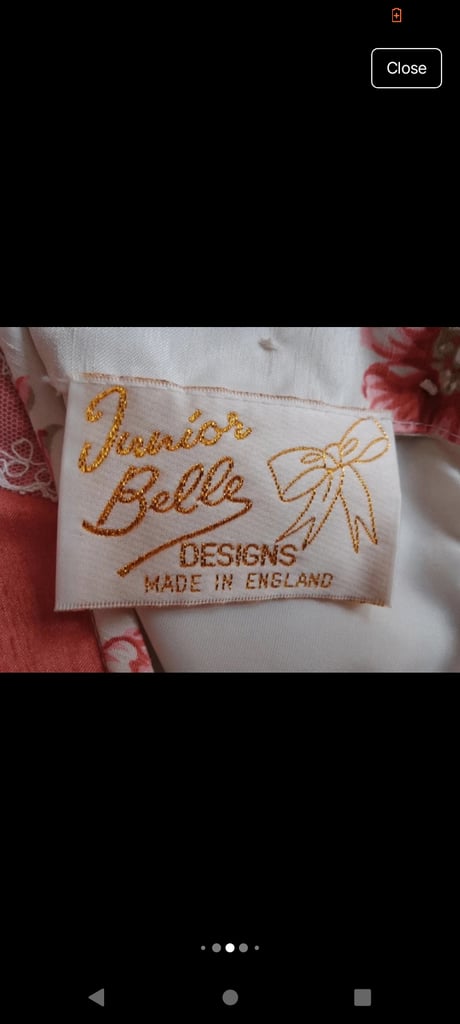 Close
Junior
Belle
DESIGNS
MADE IN ENGLAND